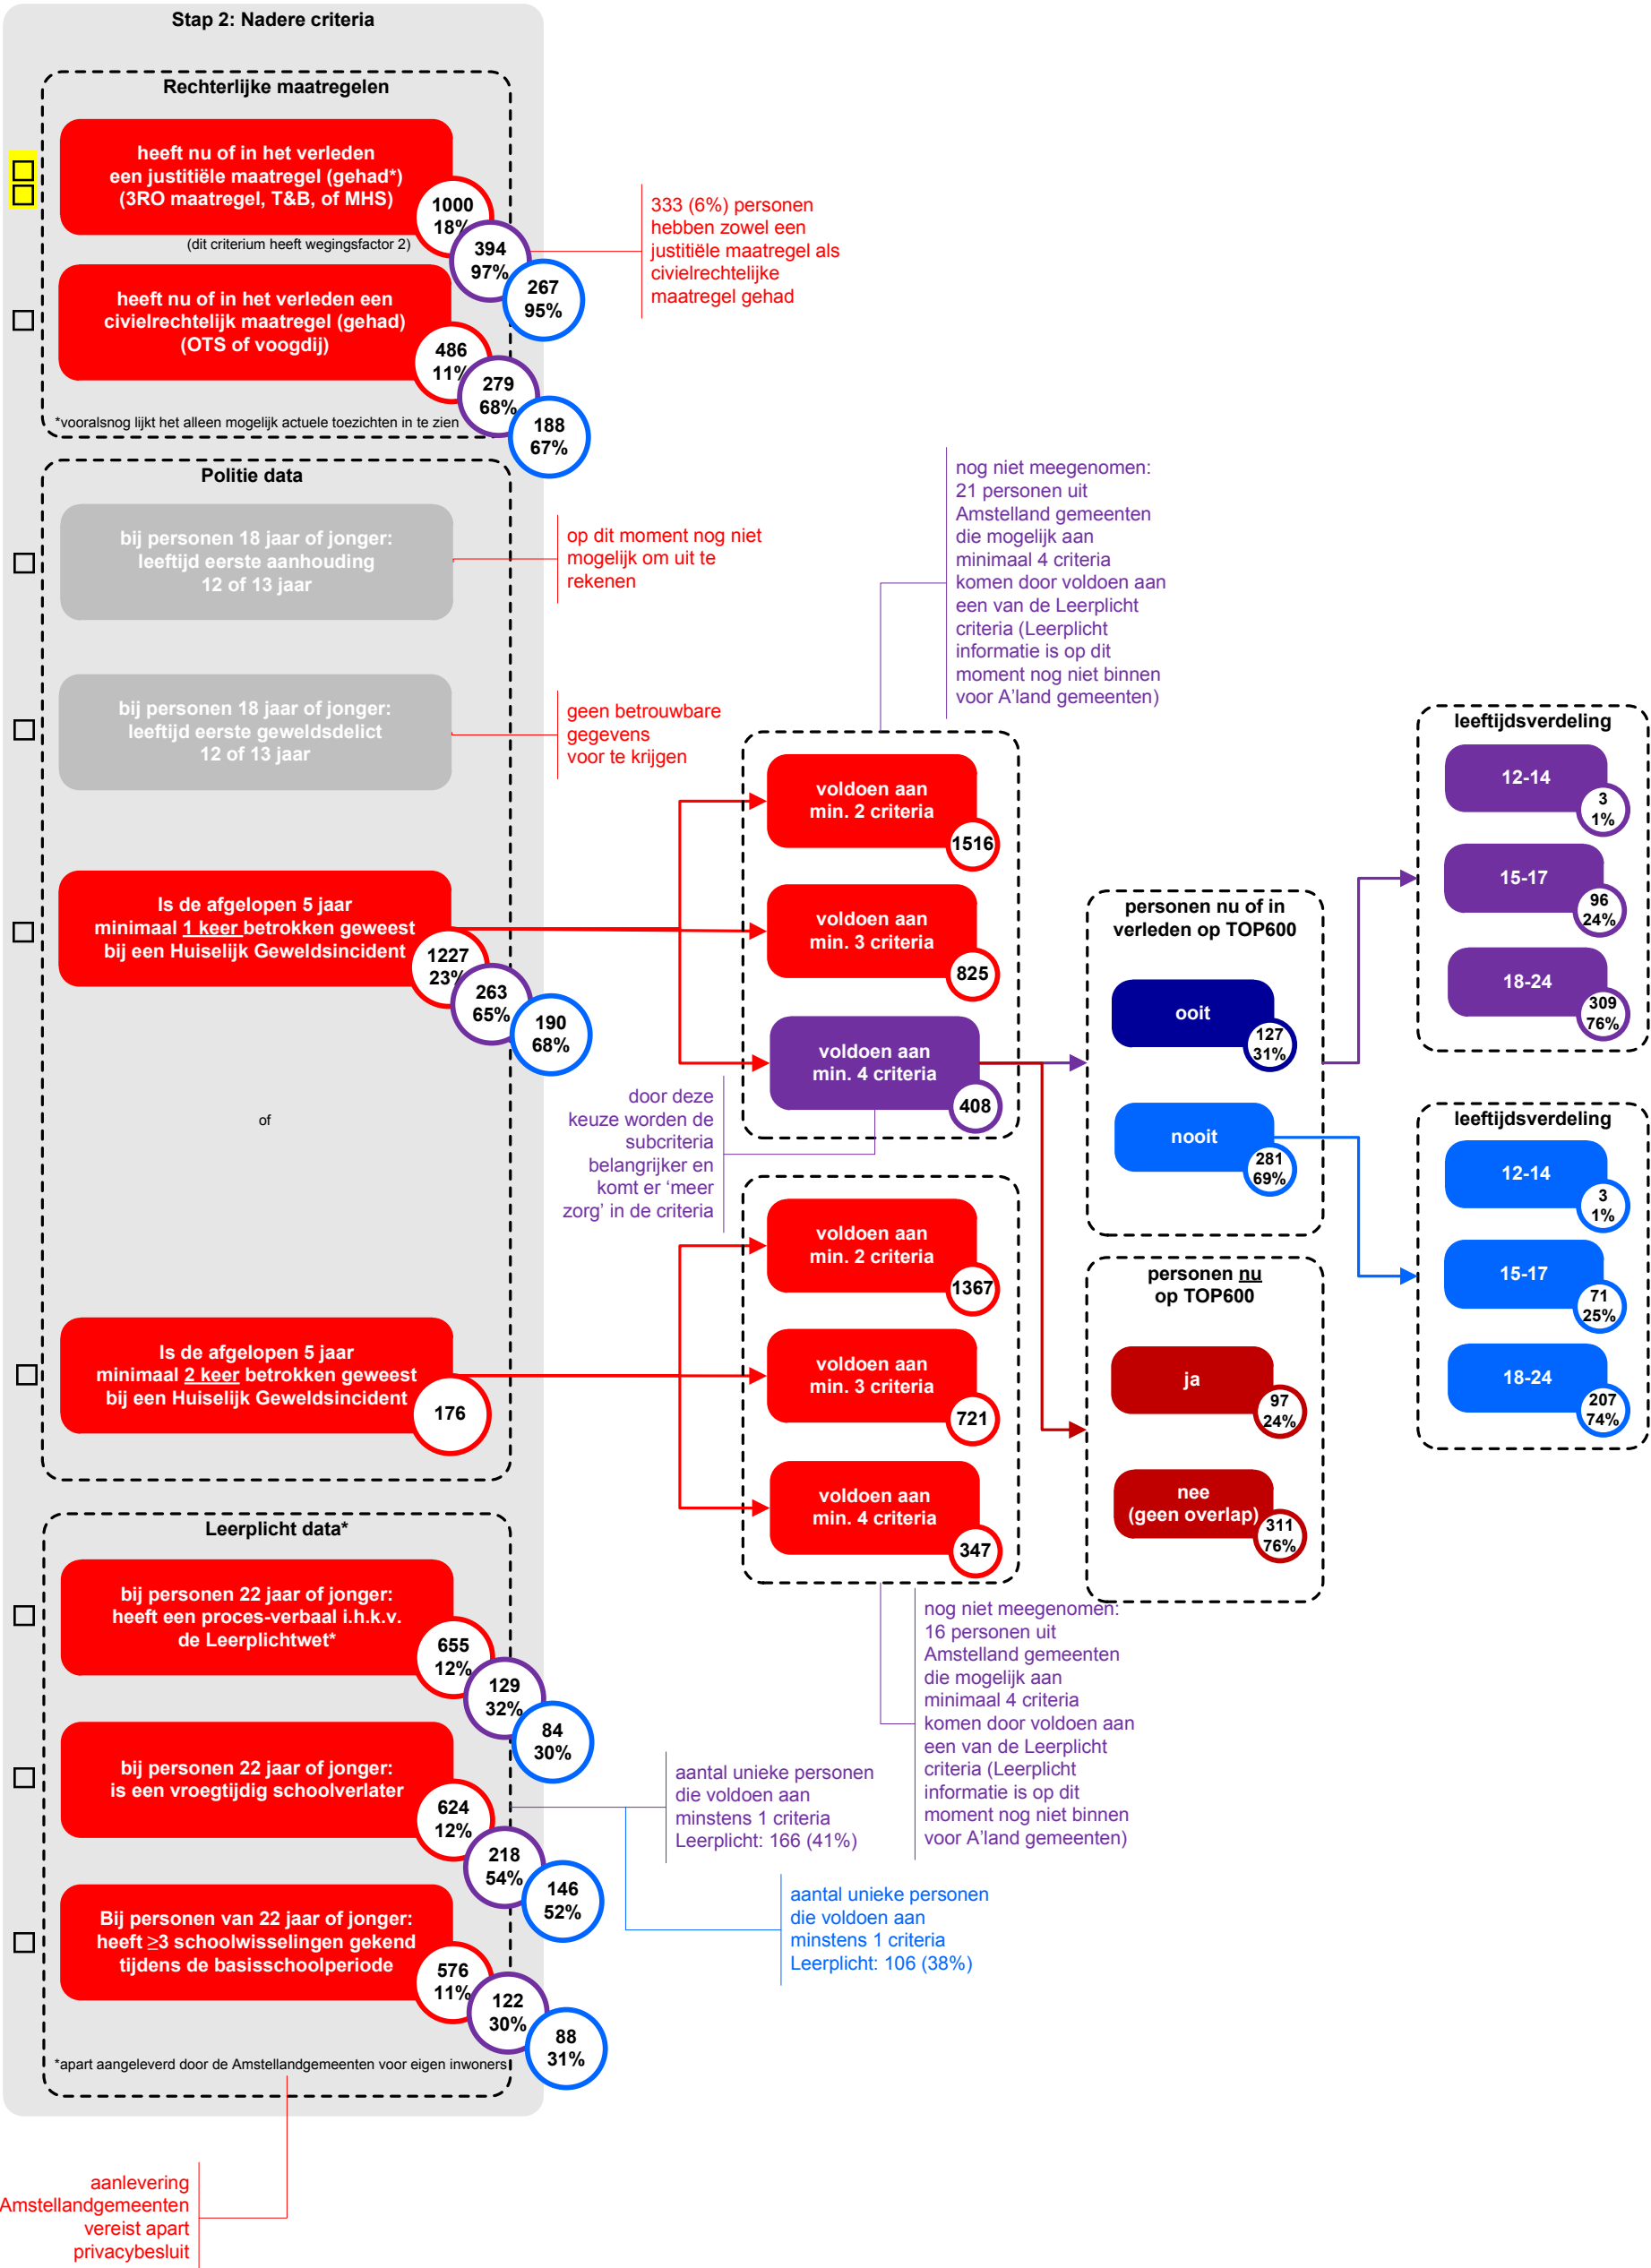 Stap 2: Nadere criteria
Rechterlijke maatregelen
heeft nu of in het verleden
een justitiële maatregel (gehad*)
(3RO maatregel, T&B, of MHS)
1000
18%
(dit criterium heeft wegingsfactor 2)
394
97%
267
95%
333 (6%) personen
hebben zowel een
justitiële maatregel als
civielrechtelijke
maatregel gehad
heeft nu of in het verleden een
civielrechtelijk maatregel (gehad)
(OTS of voogdij)
486
11%
279
68%
188
67%
*vooralsnog lijkt het alleen mogelijk actuele toezichten in te zien
Politie data
bij personen 18 jaar of jonger:
leeftijd eerste aanhouding
12 of 13 jaar
op dit moment nog niet
mogelijk om uit te
rekenen
bij personen 18 jaar of jonger:
leeftijd eerste geweldsdelict
12 of 13 jaar
geen betrouwbare
gegevens
voor te krijgen
Is de afgelopen 5 jaar
minimaal 1 keer betrokken geweest
bij een Huiselijk Geweldsincident
1227
23%
263
65%
190
68%
of
Is de afgelopen 5 jaar
minimaal 2 keer betrokken geweest
bij een Huiselijk Geweldsincident
176
nog niet meegenomen:
21 personen uit
Amstelland gemeenten
die mogelijk aan
minimaal 4 criteria
komen door voldoen aan
een van de Leerplicht
criteria (Leerplicht
informatie is op dit
moment nog niet binnen
voor A'land gemeenten)
voldoen aan
min. 2 criteria
1516
voldoen aan
min. 3 criteria
825
voldoen aan
min. 4 criteria
408
door deze
keuze worden de
subcriteria
belangrijker en
komt er ‘meer
zorg’ in de criteria
voldoen aan
min. 2 criteria
1367
voldoen aan
min. 3 criteria
721
voldoen aan
min. 4 criteria
347
nog niet meegenomen:
16 personen uit
Amstelland gemeenten
die mogelijk aan
minimaal 4 criteria
komen door voldoen aan
een van de Leerplicht
criteria (Leerplicht
informatie is op dit
moment nog niet binnen
voor A'land gemeenten)
personen nu of in
verleden op TOP600
ooit
127
31%
nooit
281
69%
personen nu
op TOP600
ja
97
24%
nee
(geen overlap)
311
76%
leeftijdsverdeling
12-14
3
1%
15-17
96
24%
18-24
309
76%
leeftijdsverdeling
12-14
3
1%
15-17
71
25%
18-24
207
74%
Leerplicht data*
bij personen 22 jaar of jonger:
heeft een proces-verbaal i.h.k.v.
de Leerplichtwet*
655
12%
129
32%
84
30%
bij personen 22 jaar of jonger:
is een vroegtijdig schoolverlater
624
12%
218
54%
146
52%
aantal unieke personen
die voldoen aan
minstens 1 criteria
Leerplicht: 166 (41%)
aantal unieke personen
die voldoen aan
minstens 1 criteria
Leerplicht: 106 (38%)
Bij personen van 22 jaar of jonger:
heeft ≥3 schoolwisselingen gekend
tijdens de basisschoolperiode
576
11%
122
30%
88
31%
*apart aangeleverd door de Amstellandgemeenten voor eigen inwoners
aanlevering
Amstellandgemeenten
vereist apart
privacybesluit